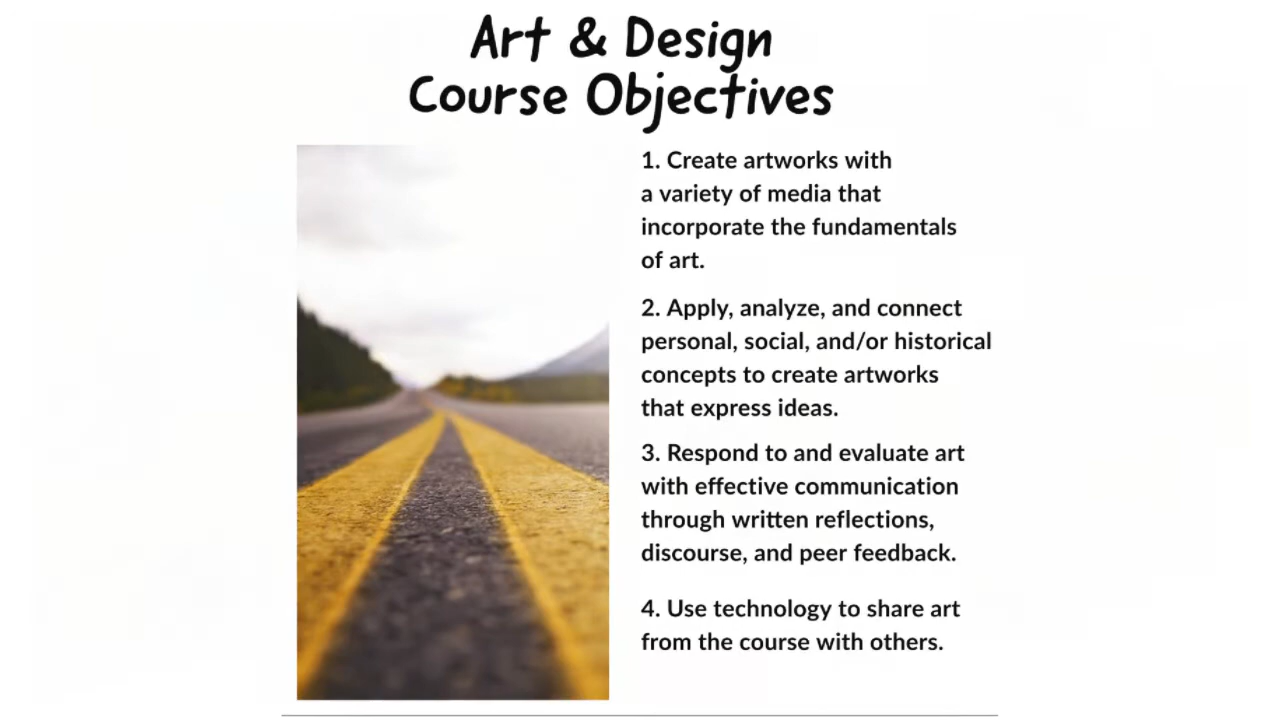 Art & Design
Course Objectives
1. Create artworks with
a variety of media that
incorporate the fundamentals
of art.
2. Apply, analyze, and connect
personal, social, and/or historical
concepts to create artworks
that express ideas.
3. Respond to and evaluate art
with effective communication
through written reflections,
discourse, and peer feedback.
4. Use technology to share art
from the course with others.